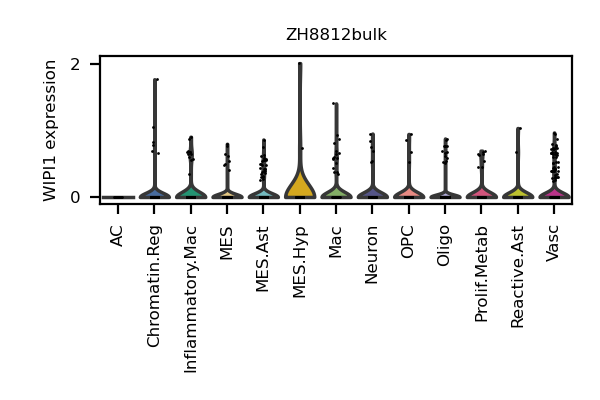 ZH8812bulk
WIPI1 expression
2
0
AC
Chromatin.Reg
Inflammatory.Mac
MES
MES.Ast
MES.Hyp
Mac
Neuron
OPC
Oligo
Prolif.Metab
Reactive.Ast
Vasc